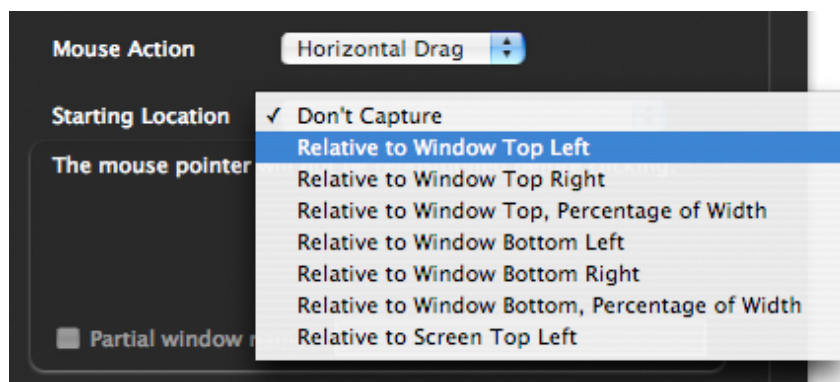 Mouse Action Horizontal Drag
Starting Location ✓ Don't Capture
Relative to Window Top Left
The mouse pointer
Relative to Window Top Right
Relative to Window Top, Percentage of Width
Relative to Window Bottom Left
Relative to Window Bottom Right
Relative to Window Bottom, Percentage of Width
Partial window
Relative to Screen Top Left